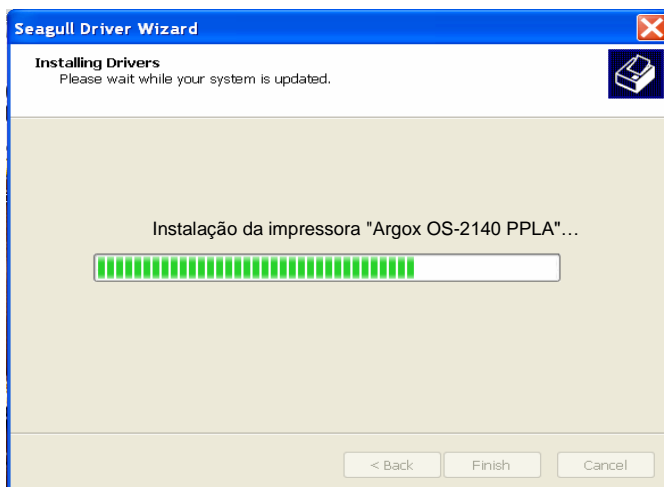 Seagull Driver Wizard
Installing Drivers
Please wait while your system is updated.
Instalação da impressora "Argox OS-2140 PPLA"…
< Back
Finish
Cancel